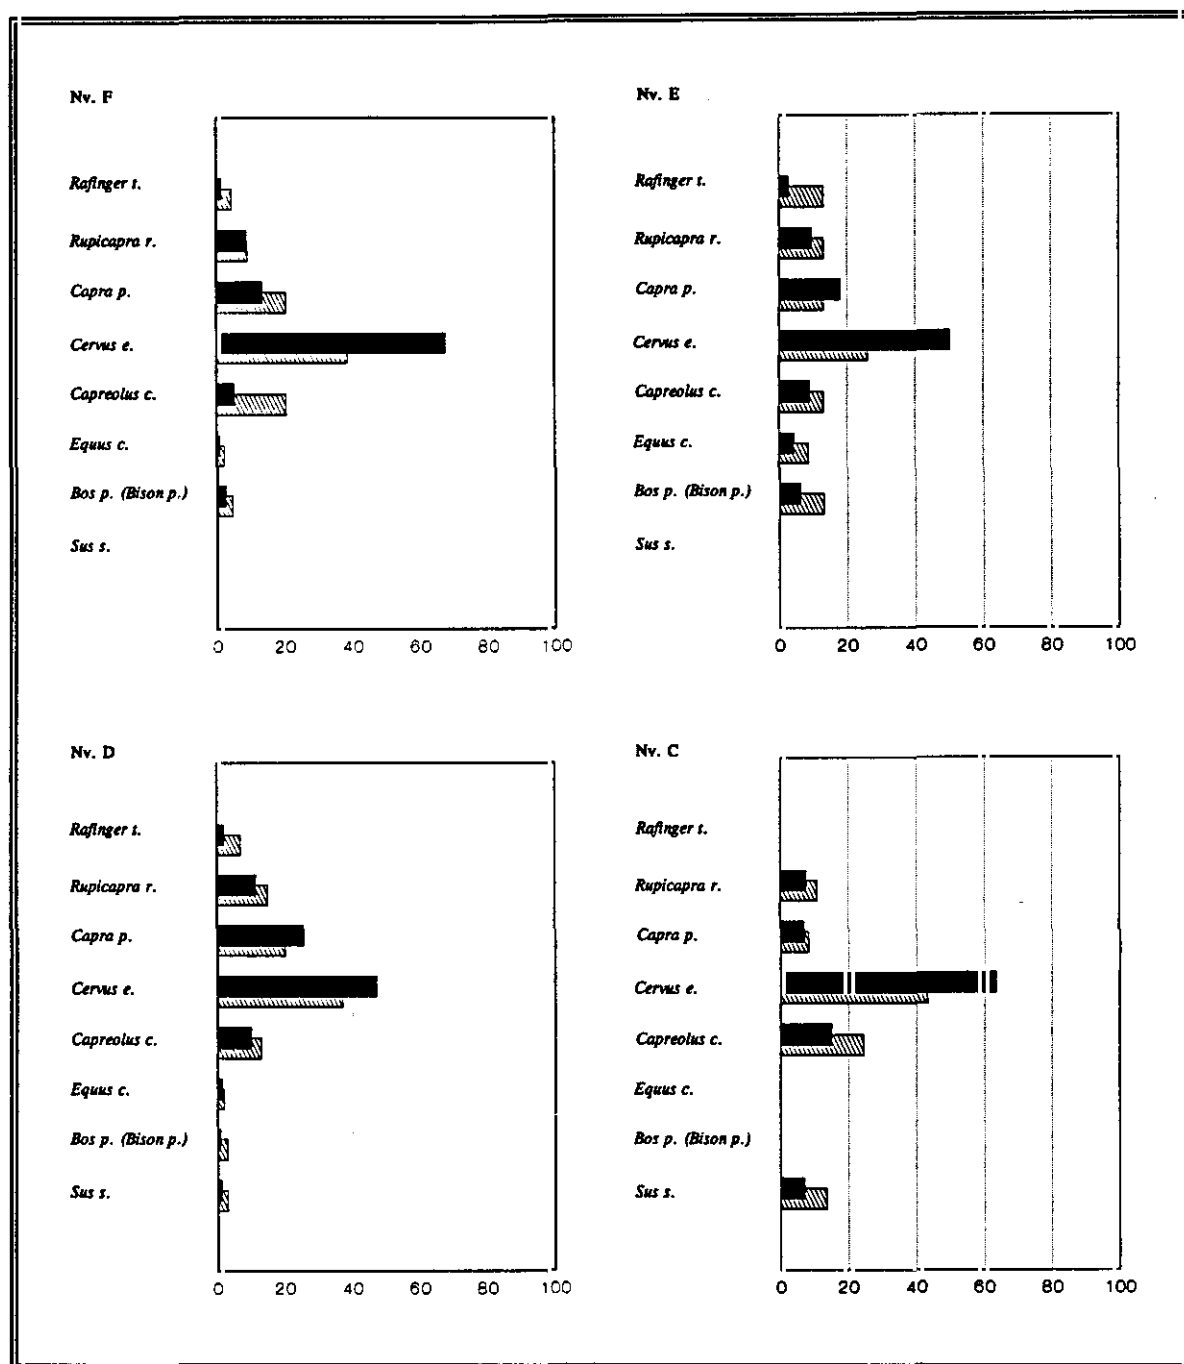 Nv. F
Rafinger t.
Rupicapra r.
Capra p.
Cervus e.
Capreolus c.
Equus c.
Bos p. (Bison p.)
Sus s.
0 20 40 60 80 100
Nv. E
Rafinger t.
Rupicapra r.
Capra p.
Cervus e.
Capreolus c.
Equus c.
Bos p. (Bison p.)
Sus s.
0 20 40 60 80 100
Nv. D
Rafinger t.
Rupicapra r.
Capra p.
Cervus e.
Capreolus c.
Equus c.
Bos p. (Bison p.)
Sus s.
0 20 40 60 80 100
Nv. C
Rafinger t.
Rupicapra r.
Capra p.
Cervus e.
Capreolus c.
Equus c.
Bos p. (Bison p.)
Sus s.
0 20 40 60 80 100